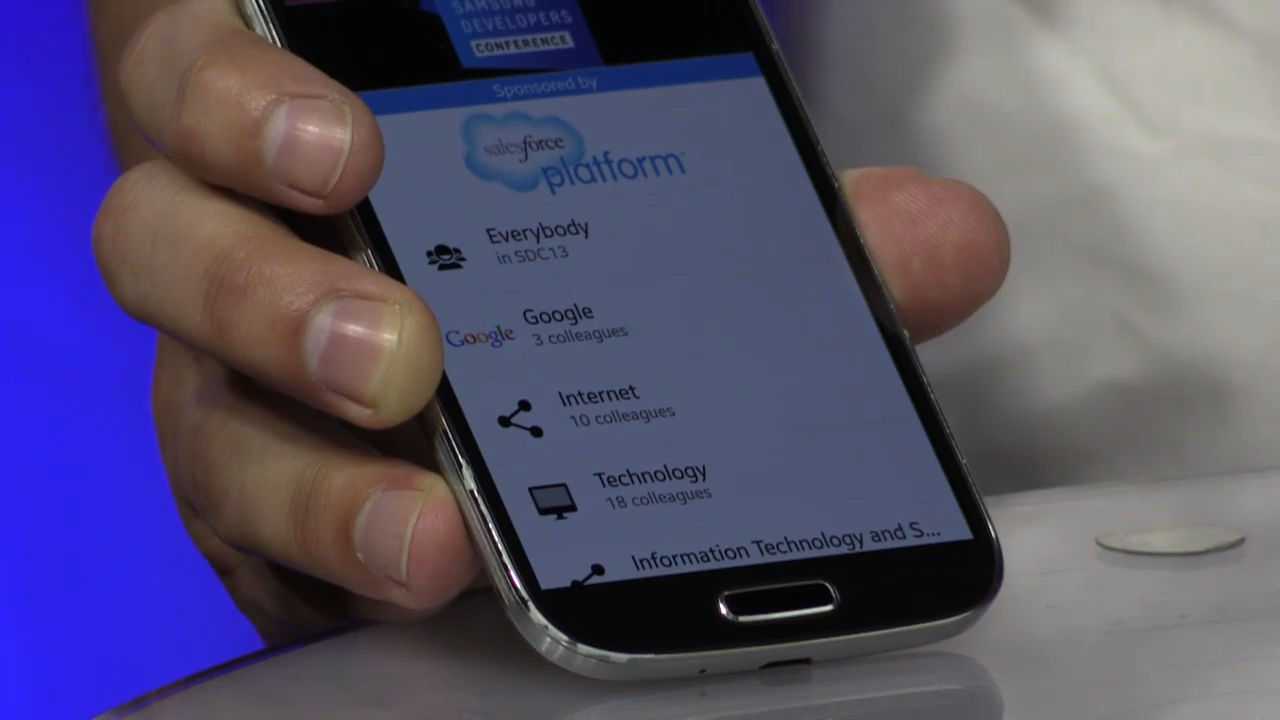 SAMSUNG
DEVELOPERS
CONFERENCE
Sponsored by
salesforce
platform
Everybody
in SDC13
Google
Google
3 colleagues
Internet
10 colleagues
Technology
18 colleagues
Information Technology and S...